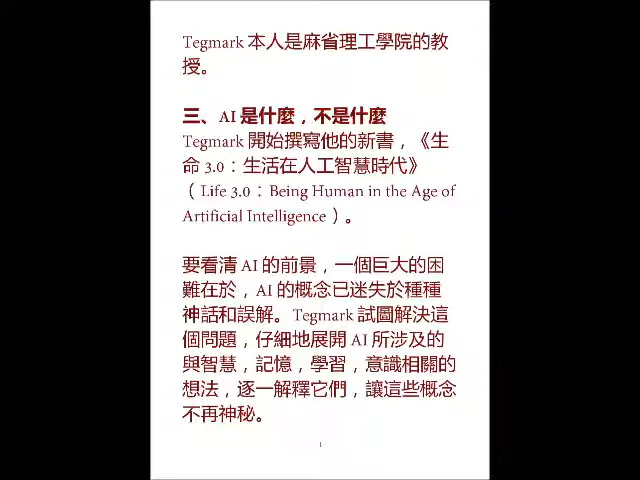 Tegmark 本人是麻省理工學院的教
授。
三、AI 是什麼，不是什麼
Tegmark 開始撰寫他的新書，《生
命 3.0：生活在人工智慧時代》
（ Life 3.0：Being Human in the Age of
Artificial Intelligence ）。
要看清 AI 的前景，一個巨大的困
難在於，AI 的概念已迷失於種種
神話和誤解。Tegmark 試圖解決這
個問題，仔細地展開 AI 所涉及的
與智慧，記憶，學習，意識相關的
想法，逐一解釋它們，讓這些概念
不再神秘。
1